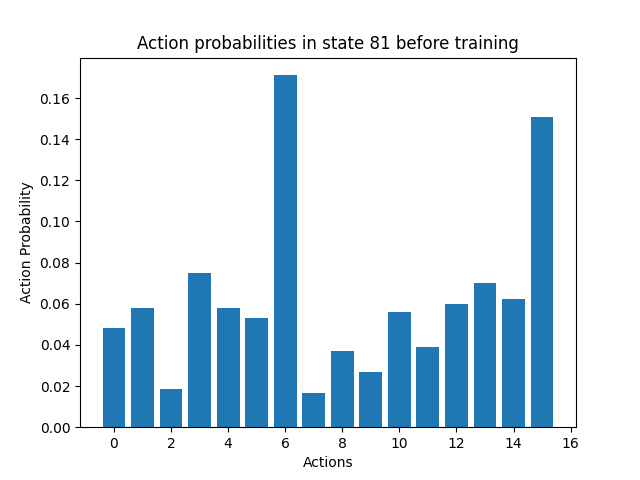 Action probabilities in state 81 before training
Action Probability
0.16
0.14
0.12
0.10
0.08
0.06
0.04
0.02
0.00
0 2 4 6 8 10 12 14 16
Actions